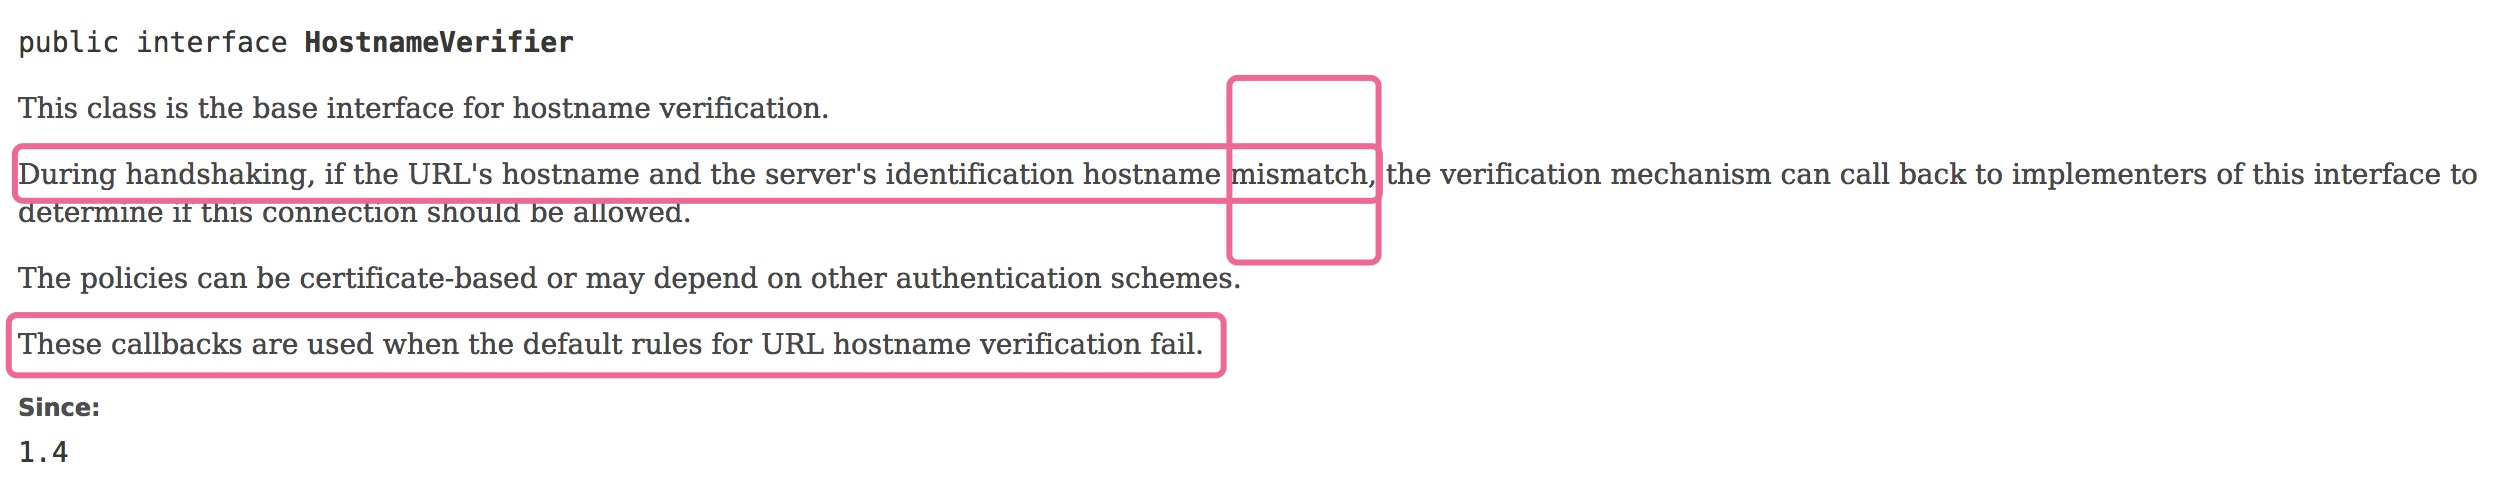 public interface HostnameVerifier
This class is the base interface for hostname verification.
During handshaking, if the URL's hostname and the server's identification hostname mismatch, the verification mechanism can call back to implementers of this interface to
determine if this connection should be allowed.
The policies can be certificate-based or may depend on other authentication schemes.
These callbacks are used when the default rules for URL hostname verification fail.
Since:
1.4